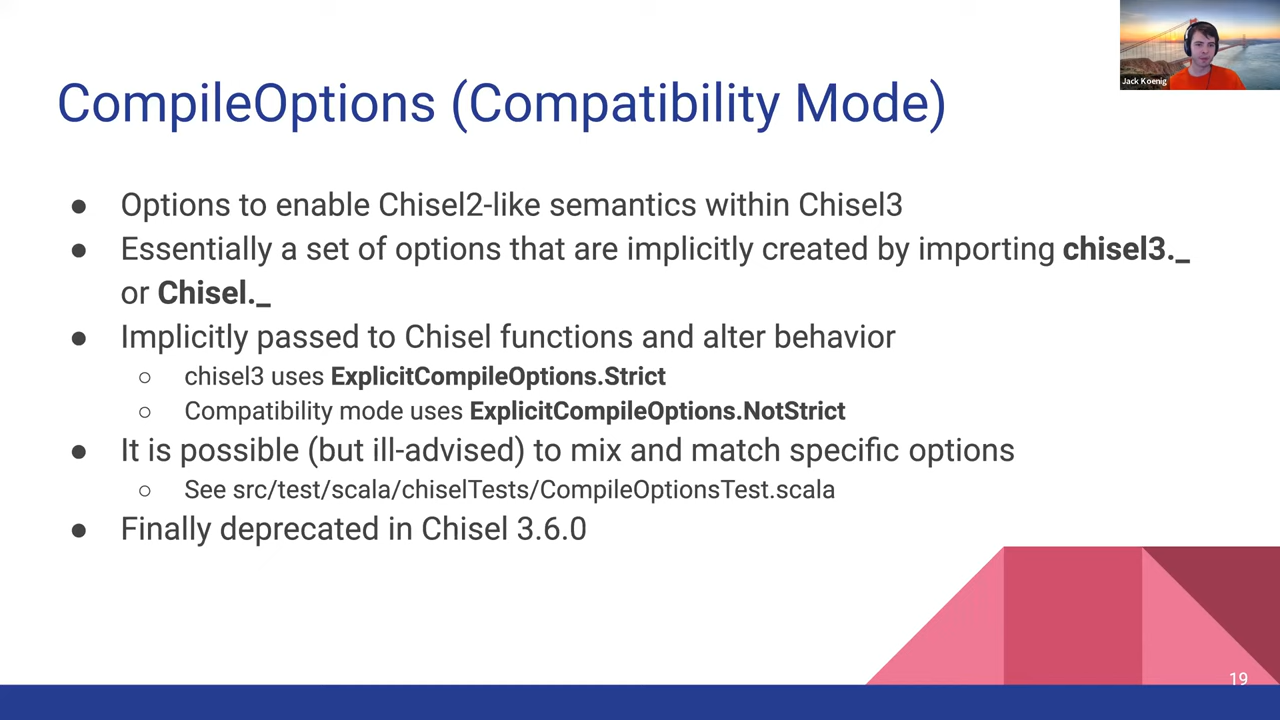 Jack Koenig
CompileOptions (Compatibility Mode)
● Options to enable Chisel2-like semantics within Chisel3
● Essentially a set of options that are implicitly created by importing chisel3._
or Chisel._
● Implicitly passed to Chisel functions and alter behavior
○ chisel3 uses ExplicitCompileOptions.Strict
○ Compatibility mode uses ExplicitCompileOptions.NotStrict
● It is possible (but ill-advised) to mix and match specific options
○ See src/test/scala/chiselTests/CompileOptionsTest.scala
● Finally deprecated in Chisel 3.6.0
19